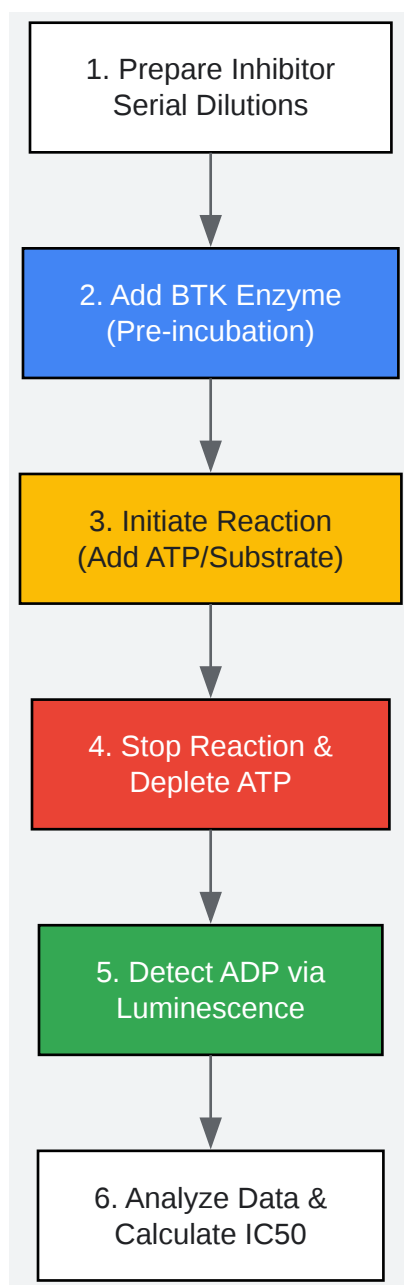 1. Prepare Inhibitor
Serial Dilutions
2. Add BTK Enzyme
(Pre-incubation)
3. Initiate Reaction
(Add ATP/Substrate)
4. Stop Reaction &
Deplete ATP
5. Detect ADP via
Luminescence
6. Analyze Data &
Calculate IC50